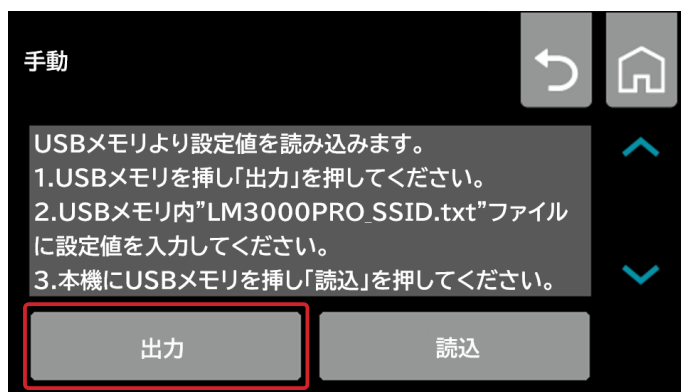 手動
USBメモリより設定値を読み込みます。
1.USBメモリを挿し「出力」を押してください。
2.USBメモリ内”LM3000PRO_SSID.txt”ファイル
に設定値を入力してください。
3.本機にUSBメモリを挿し「読込」を押してください。
出力
読込